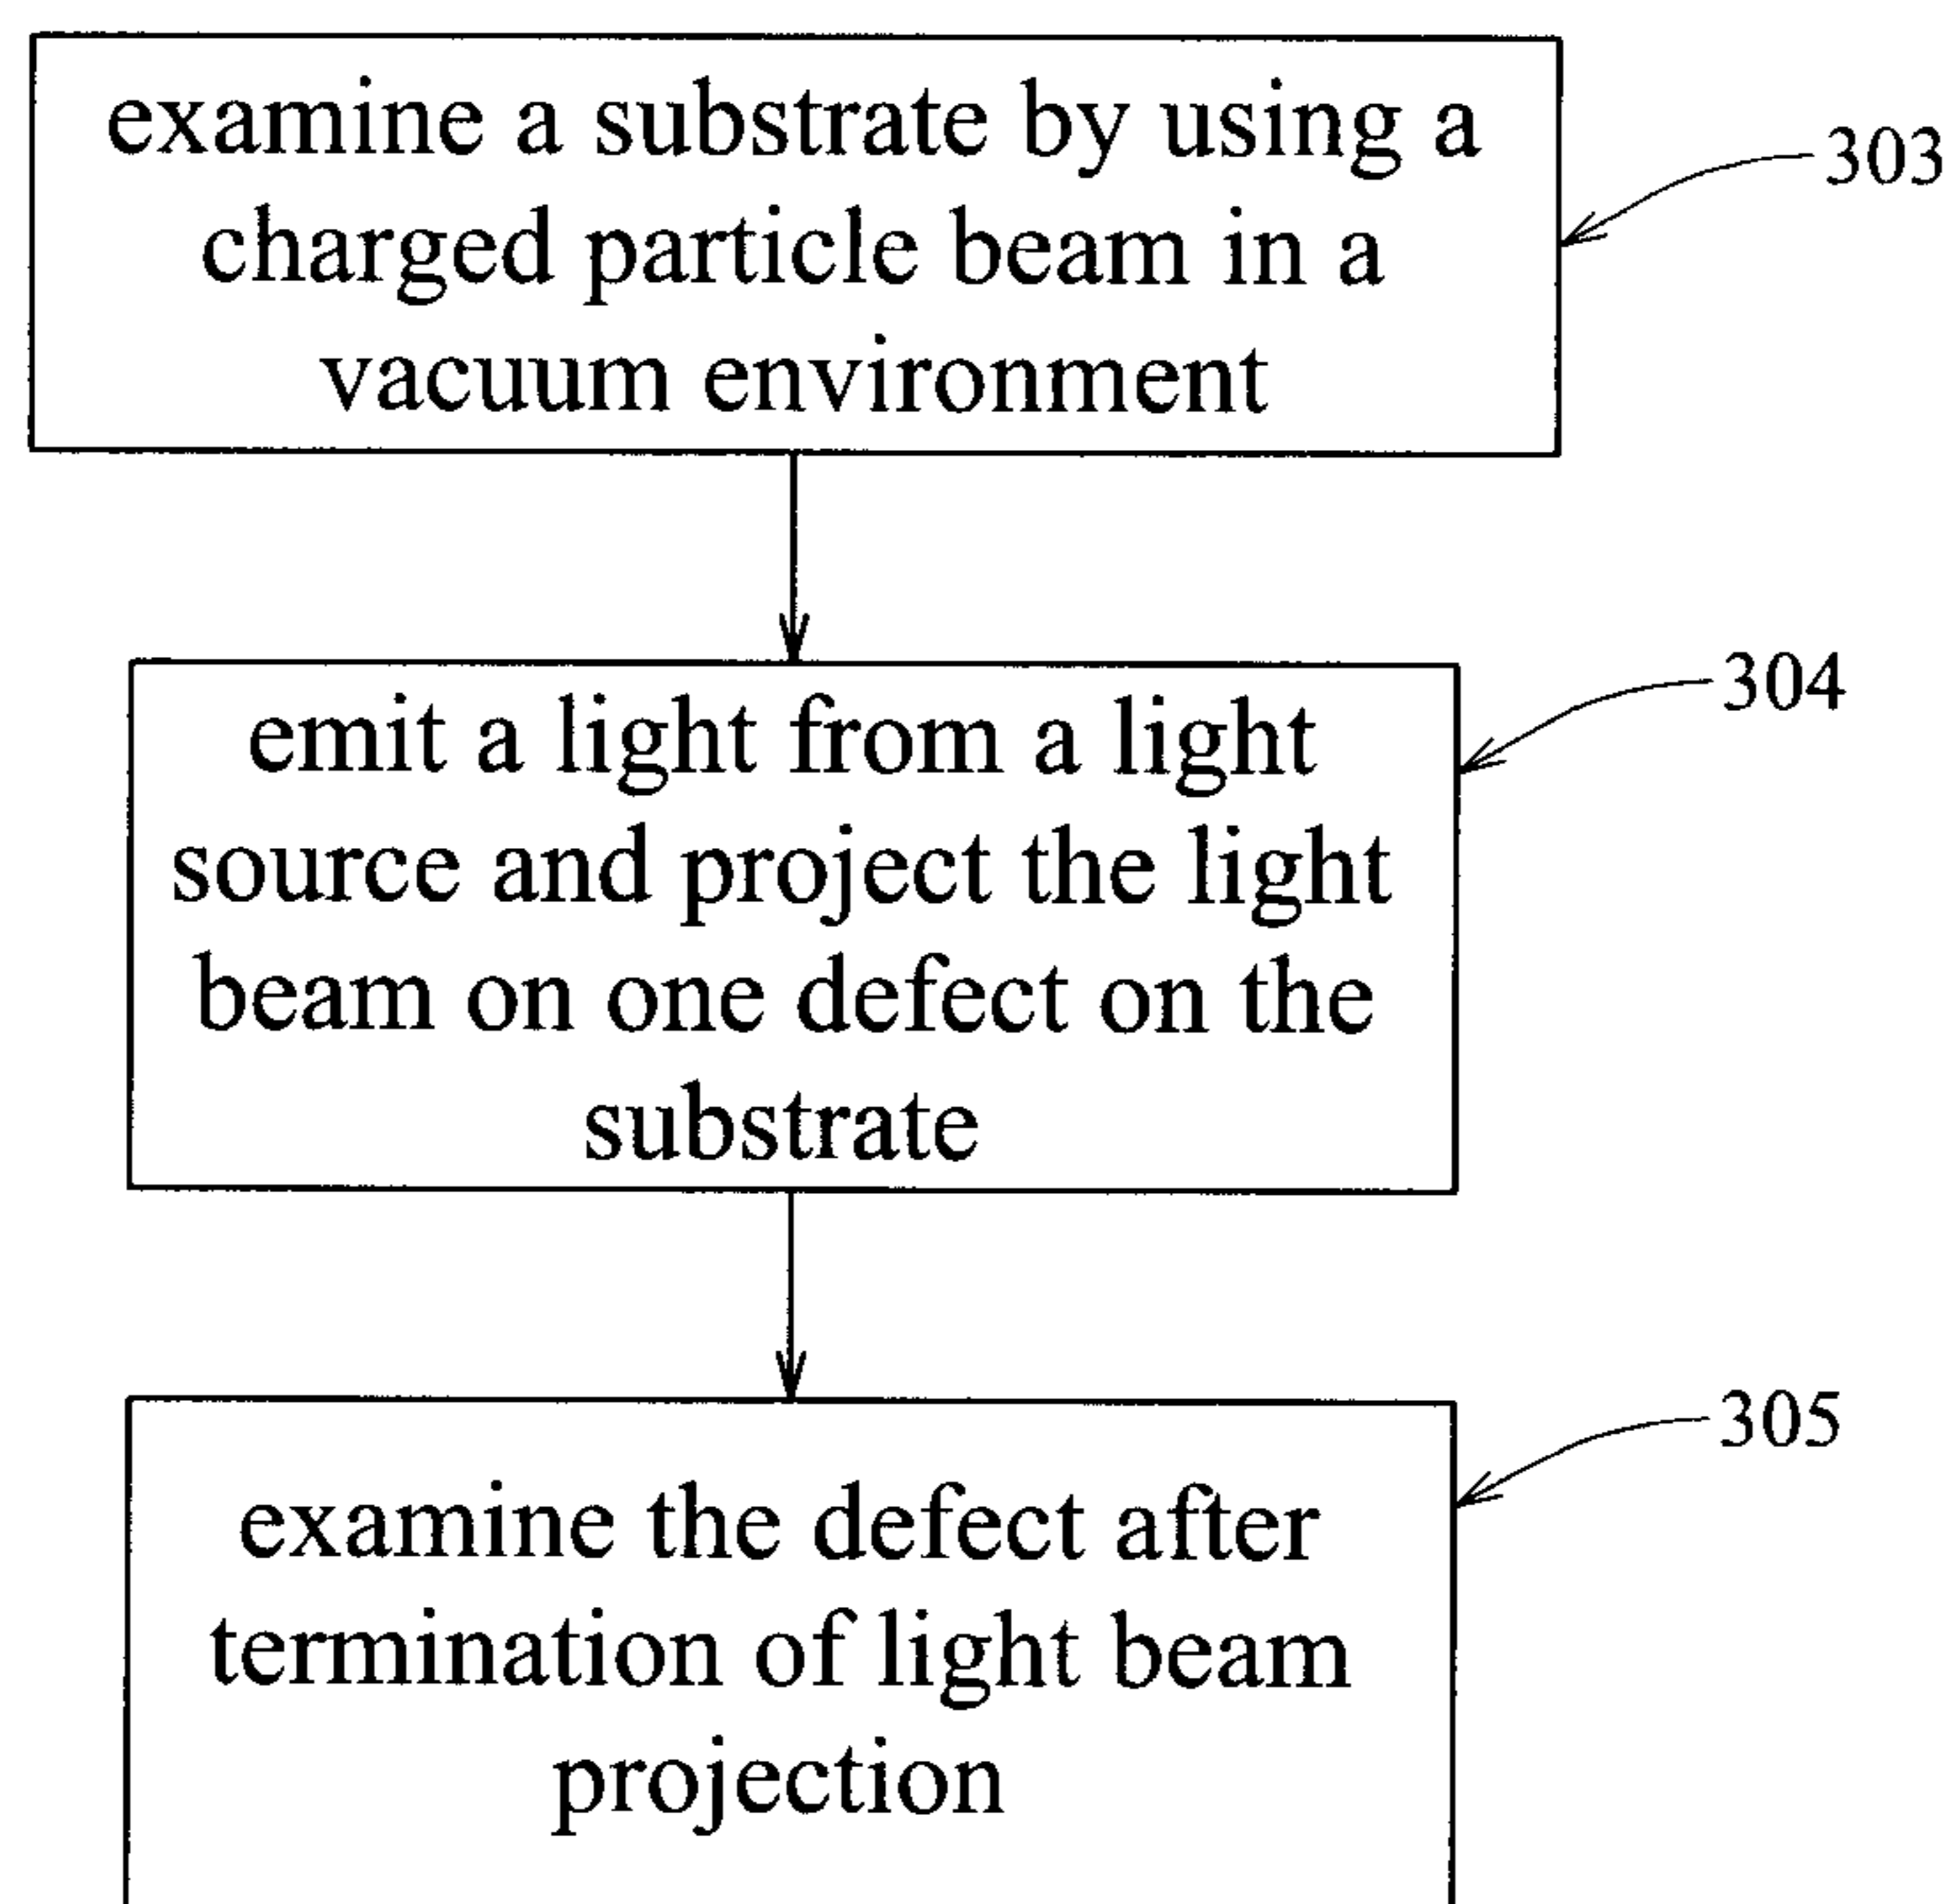 examine a substrate by using a
charged particle beam in a
vacuum environment
303
emit a light from a light
source and project the light
beam on one defect on the
substrate
304
examine the defect after
termination of light beam
projection
305